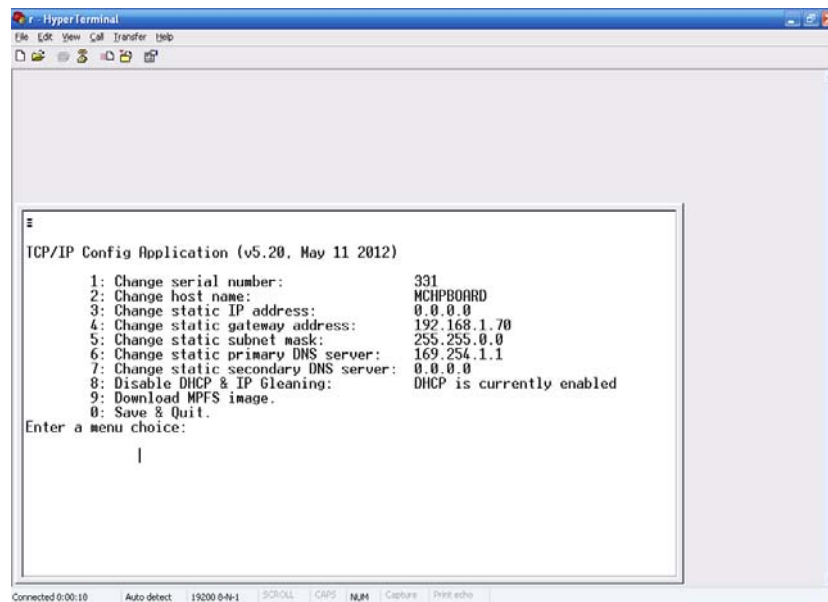 r - HyperTerminal
File Edit View Call Transfer Help
TCP/IP Config Application (v5.20, May 11 2012)
1: Change serial number: 331
2: Change host name: MCHPBOARD
3: Change static IP address: 0.0.0.0
4: Change static gateway address: 192.168.1.70
5: Change static subnet mask: 255.255.0.0
6: Change static primary DNS server: 169.254.1.1
7: Change static secondary DNS server: 0.0.0.0
8: Disable DHCP & IP Gleaning: DHCP is currently enabled
9: Download MPFS image.
0: Save & Quit.
Enter a menu choice:
Connected 0:00:10 Auto detect 19200 8-N-1 SCROLL CAPS NUM Capture Print echo